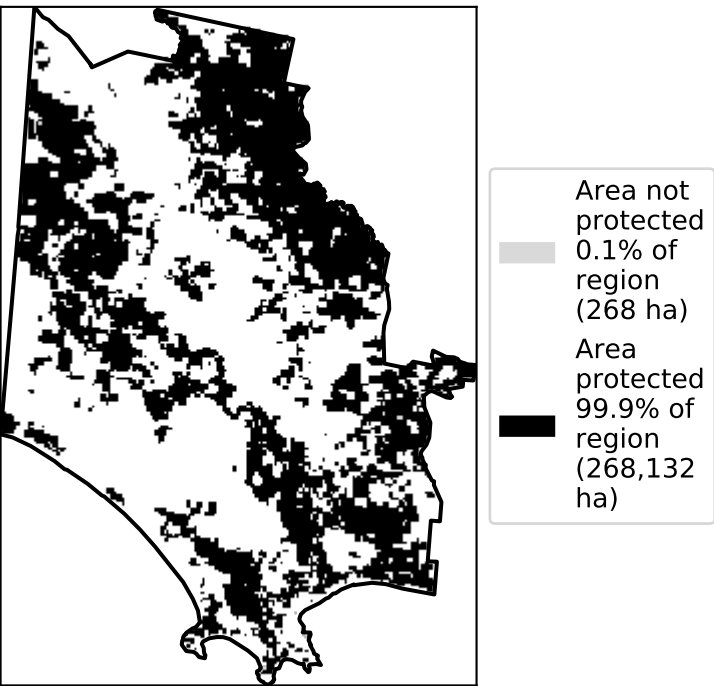 Area not
protected
0.1% of
region
(268 ha)
Area
protected
99.9% of
region
(268,132
ha)